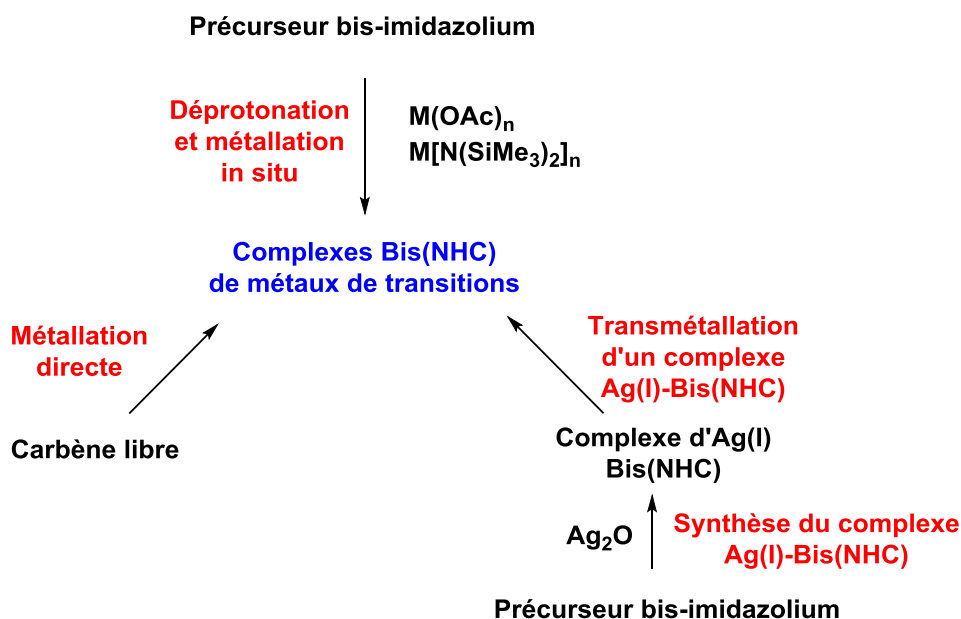 Précurseur bis-imidazolium
Déprotonation
et métallation
in situ
M(OAc)n
M[N(SiMe3)2]n
Complexes Bis(NHC)
de métaux de transitions
Métallation
directe
Transmétallation
d'un complexe
Ag(I)-Bis(NHC)
Carbène libre
Complexe d'Ag(I)
Bis(NHC)
Ag2O
Synthèse du complexe
Ag(I)-Bis(NHC)
Précurseur bis-imidazolium